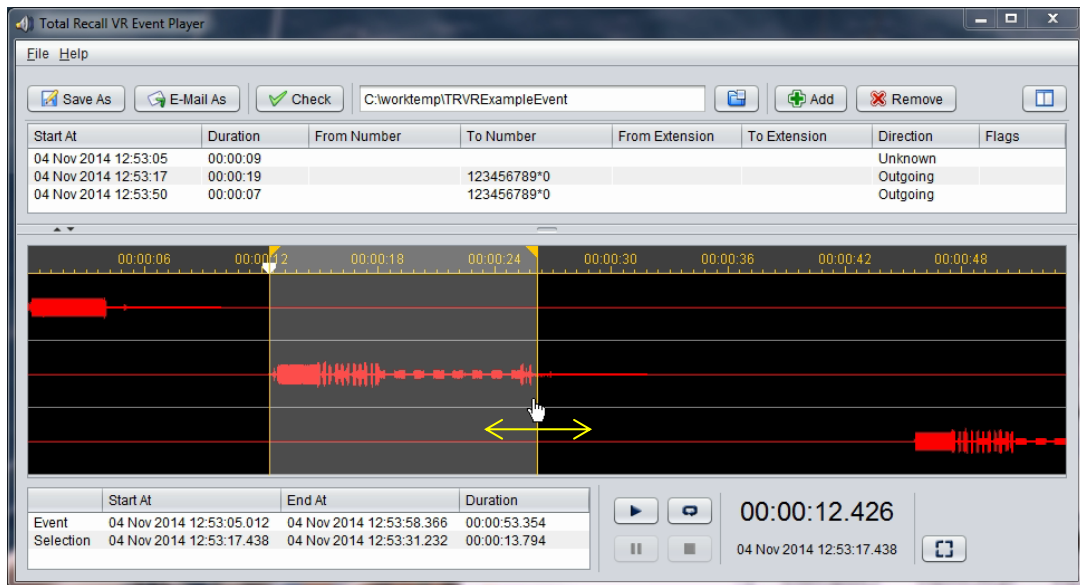 Total Recall VR Event Player
File Help
Save As E-Mail As Check C:\worktemp\TRVRExampleEvent Add Remove
Start At Duration From Number To Number From Extension To Extension Direction Flags
04 Nov 2014 12:53:05 00:00:09 Unknown
04 Nov 2014 12:53:17 00:00:19 123456789*0 Outgoing
04 Nov 2014 12:53:50 00:00:07 123456789*0 Outgoing
00:00:06 00:00:12 00:00:18 00:00:24 00:00:30 00:00:36 00:00:42 00:00:48
Start At End At Duration
Event 04 Nov 2014 12:53:05.012 04 Nov 2014 12:53:58.366 00:00:53.354
Selection 04 Nov 2014 12:53:17.438 04 Nov 2014 12:53:31.232 00:00:13.794
00:00:12.426
04 Nov 2014 12:53:17.438